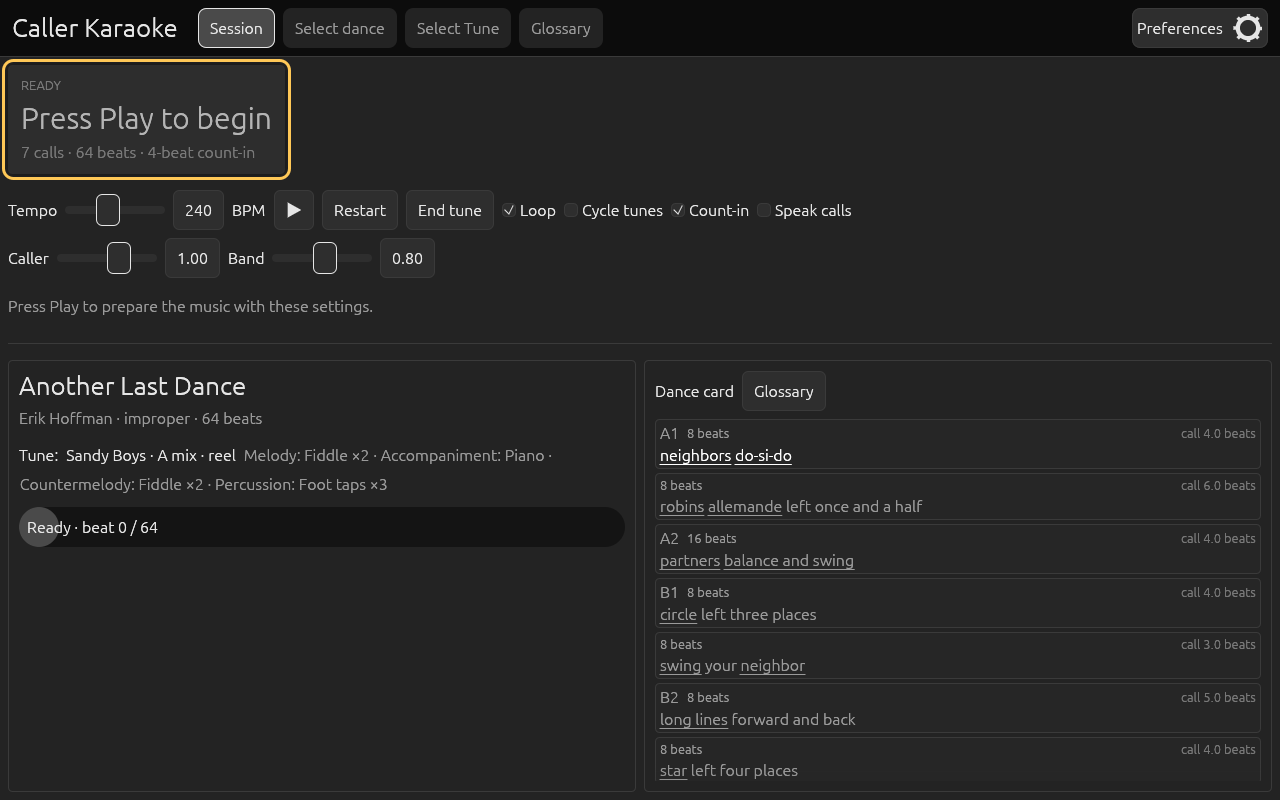 Caller Karaoke Session Select dance Select Tune Glossary Preferences
READY
Press Play to begin
7 calls · 64 beats · 4-beat count-in
Tempo 240 BPM Restart End tune Loop Cycle tunes Count-in Speak calls
Caller 1.00 Band 0.80
Press Play to prepare the music with these settings.
Another Last Dance
Erik Hoffman · improper · 64 beats
Tune: Sandy Boys · A mix · reel Melody: Fiddle ×2 · Accompaniment: Piano ·
Countermelody: Fiddle ×2 · Percussion: Foot taps ×3
Ready · beat 0 / 64
Dance card Glossary
A1 8 beats call 4.0 beats
neighbors do-si-do
8 beats call 6.0 beats
robins allemande left once and a half
A2 16 beats call 4.0 beats
partners balance and swing
B1 8 beats call 4.0 beats
circle left three places
8 beats call 3.0 beats
swing your neighbor
B2 8 beats call 5.0 beats
long lines forward and back
8 beats call 4.0 beats
star left four places